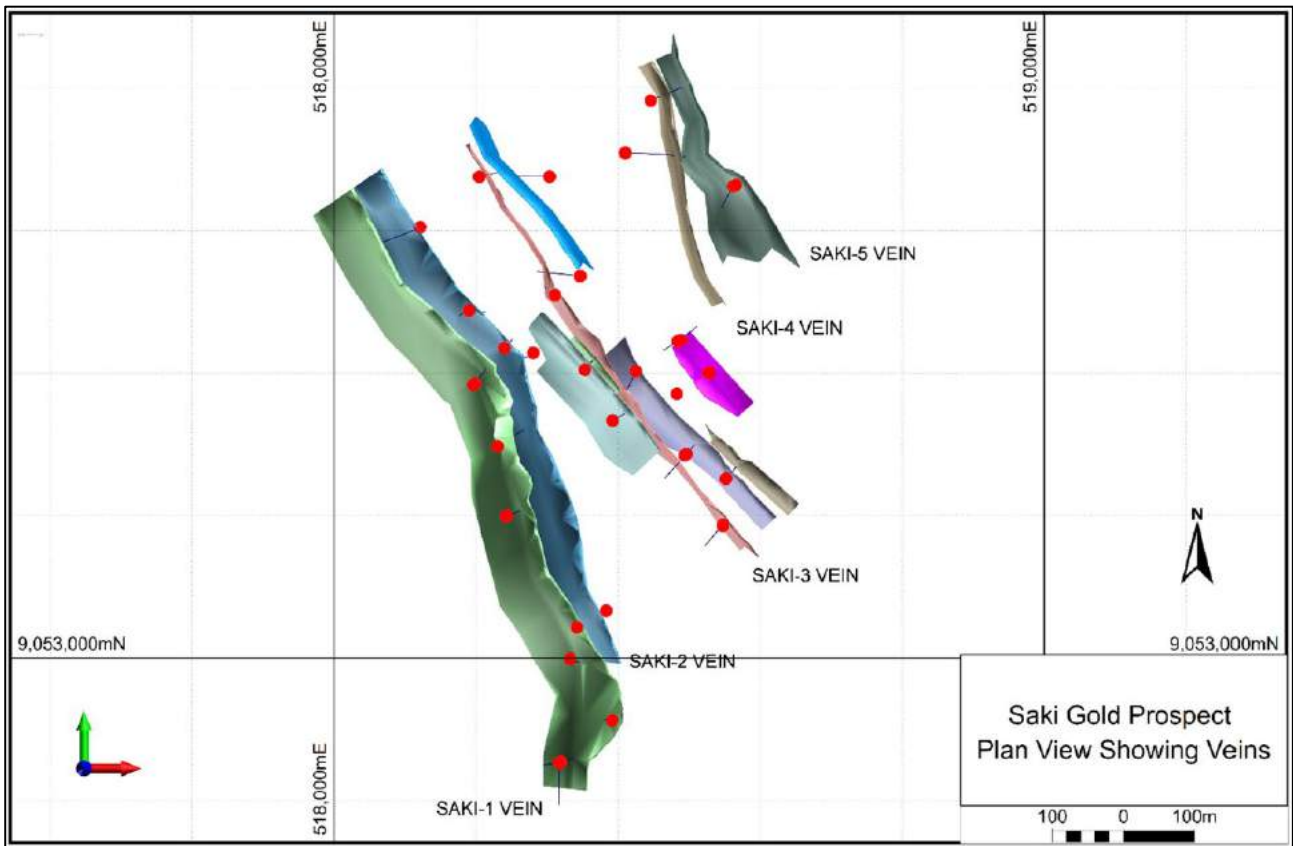 518,000mE
519,000mE
SAKI-5 VEIN
SAKI-4 VEIN
SAKI-3 VEIN
N
9,053,000mN
9,053,000mN
SAKI-2 VEIN
518,000mE
SAKI-1 VEIN
Saki Gold Prospect
Plan View Showing Veins
100 0 100m